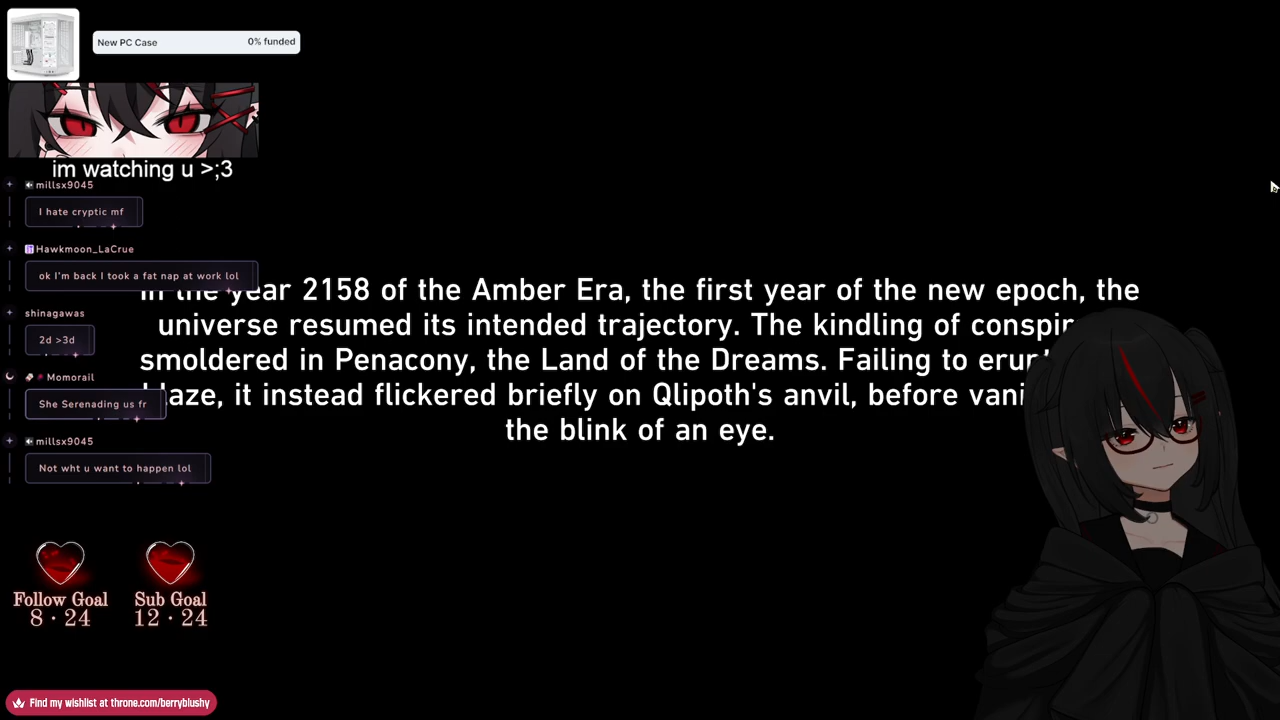 New PC Case 0% funded
im watching u >;3
millsx9045
I hate cryptic mf
Hawkmoon_LaCrue
ok I'm back I took a fat nap at work lol
shinagawas
2d >3d
Momorail
She Serenading us fr
millsx9045
Not wht u want to happen lol
In the year 2158 of the Amber Era, the first year of the new epoch, the
universe resumed its intended trajectory. The kindling of
smoldered in Penacony, the Land of the Dreams. Failing to
it instead flickered briefly on Qlipoth's anvil, before
the blink of an eye.
Follow Goal
8 · 24
Sub Goal
12 · 24
Find my wishlist at throne.com/berryblushy